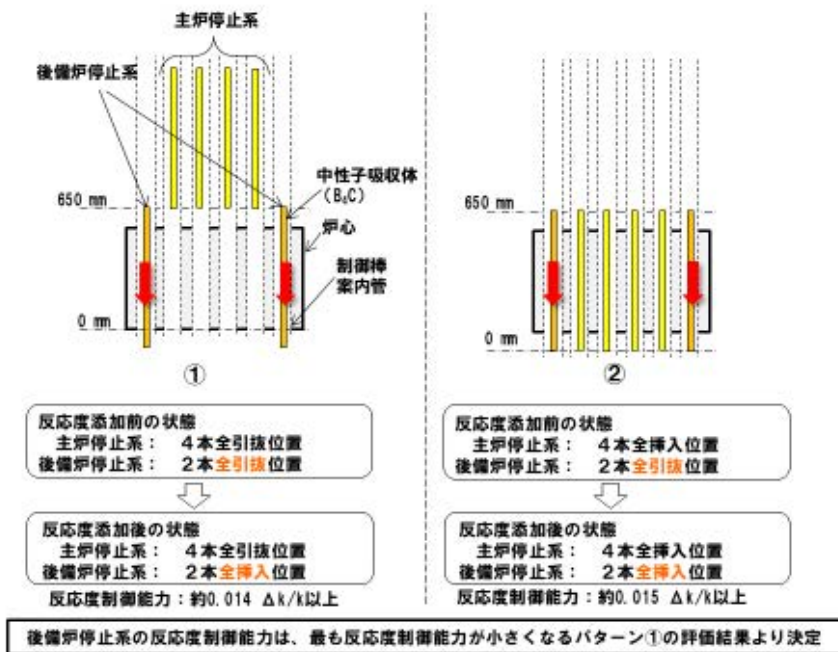 主炉停止系
後備炉停止系
中性子吸収体
（B₄C）
650 mm
炉心
制御棒
案内管
0 mm
①
反応度添加前の状態
主炉停止系： 4本全引抜位置
後備炉停止系： 2本全引抜位置
反応度添加後の状態
主炉停止系： 4本全引抜位置
後備炉停止系： 2本全挿入位置
反応度制御能力：約0.014 Δk/k以上
650 mm
0 mm
②
反応度添加前の状態
主炉停止系： 4本全挿入位置
後備炉停止系： 2本全引抜位置
反応度添加後の状態
主炉停止系： 4本全挿入位置
後備炉停止系： 2本全挿入位置
反応度制御能力：約0.015 Δk/k以上
後備炉停止系の反応度制御能力は、最も反応度制御能力が小さくなるパターン①の評価結果より決定